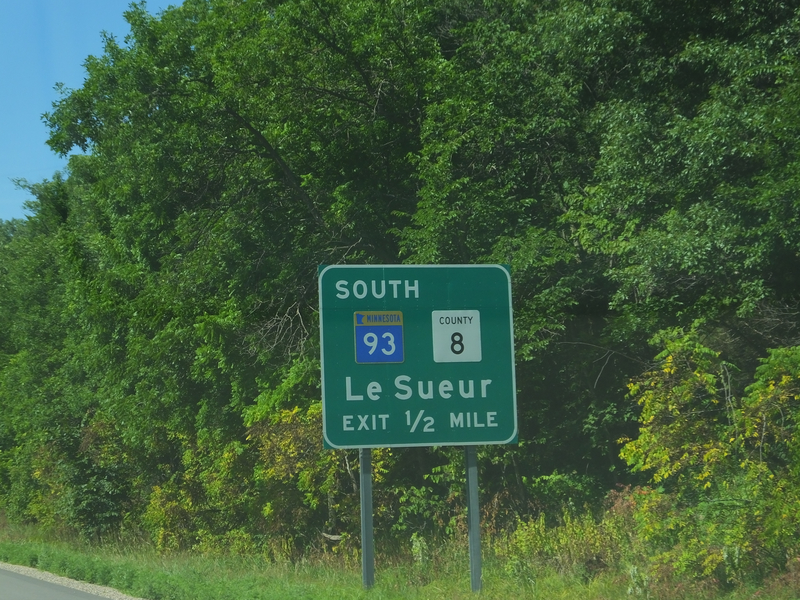 SOUTH
MINNESOTA
93
COUNTY
8
Le Sueur
EXIT 1/2 MILE